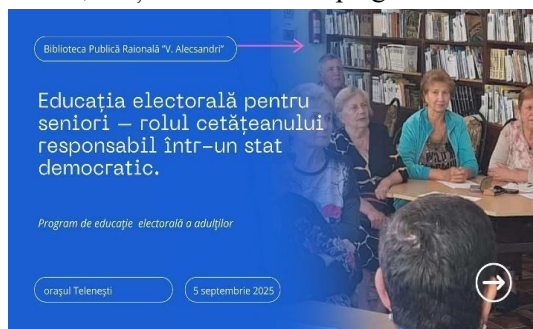 Biblioteca Publică Raională "V. Alecsandri"
Educația electorală pentru
seniori – rolul cetățeanului
responsabil într-un stat
democratic.
Program de educație electorală a adulților
orașul Telenești
5 septembrie 2025